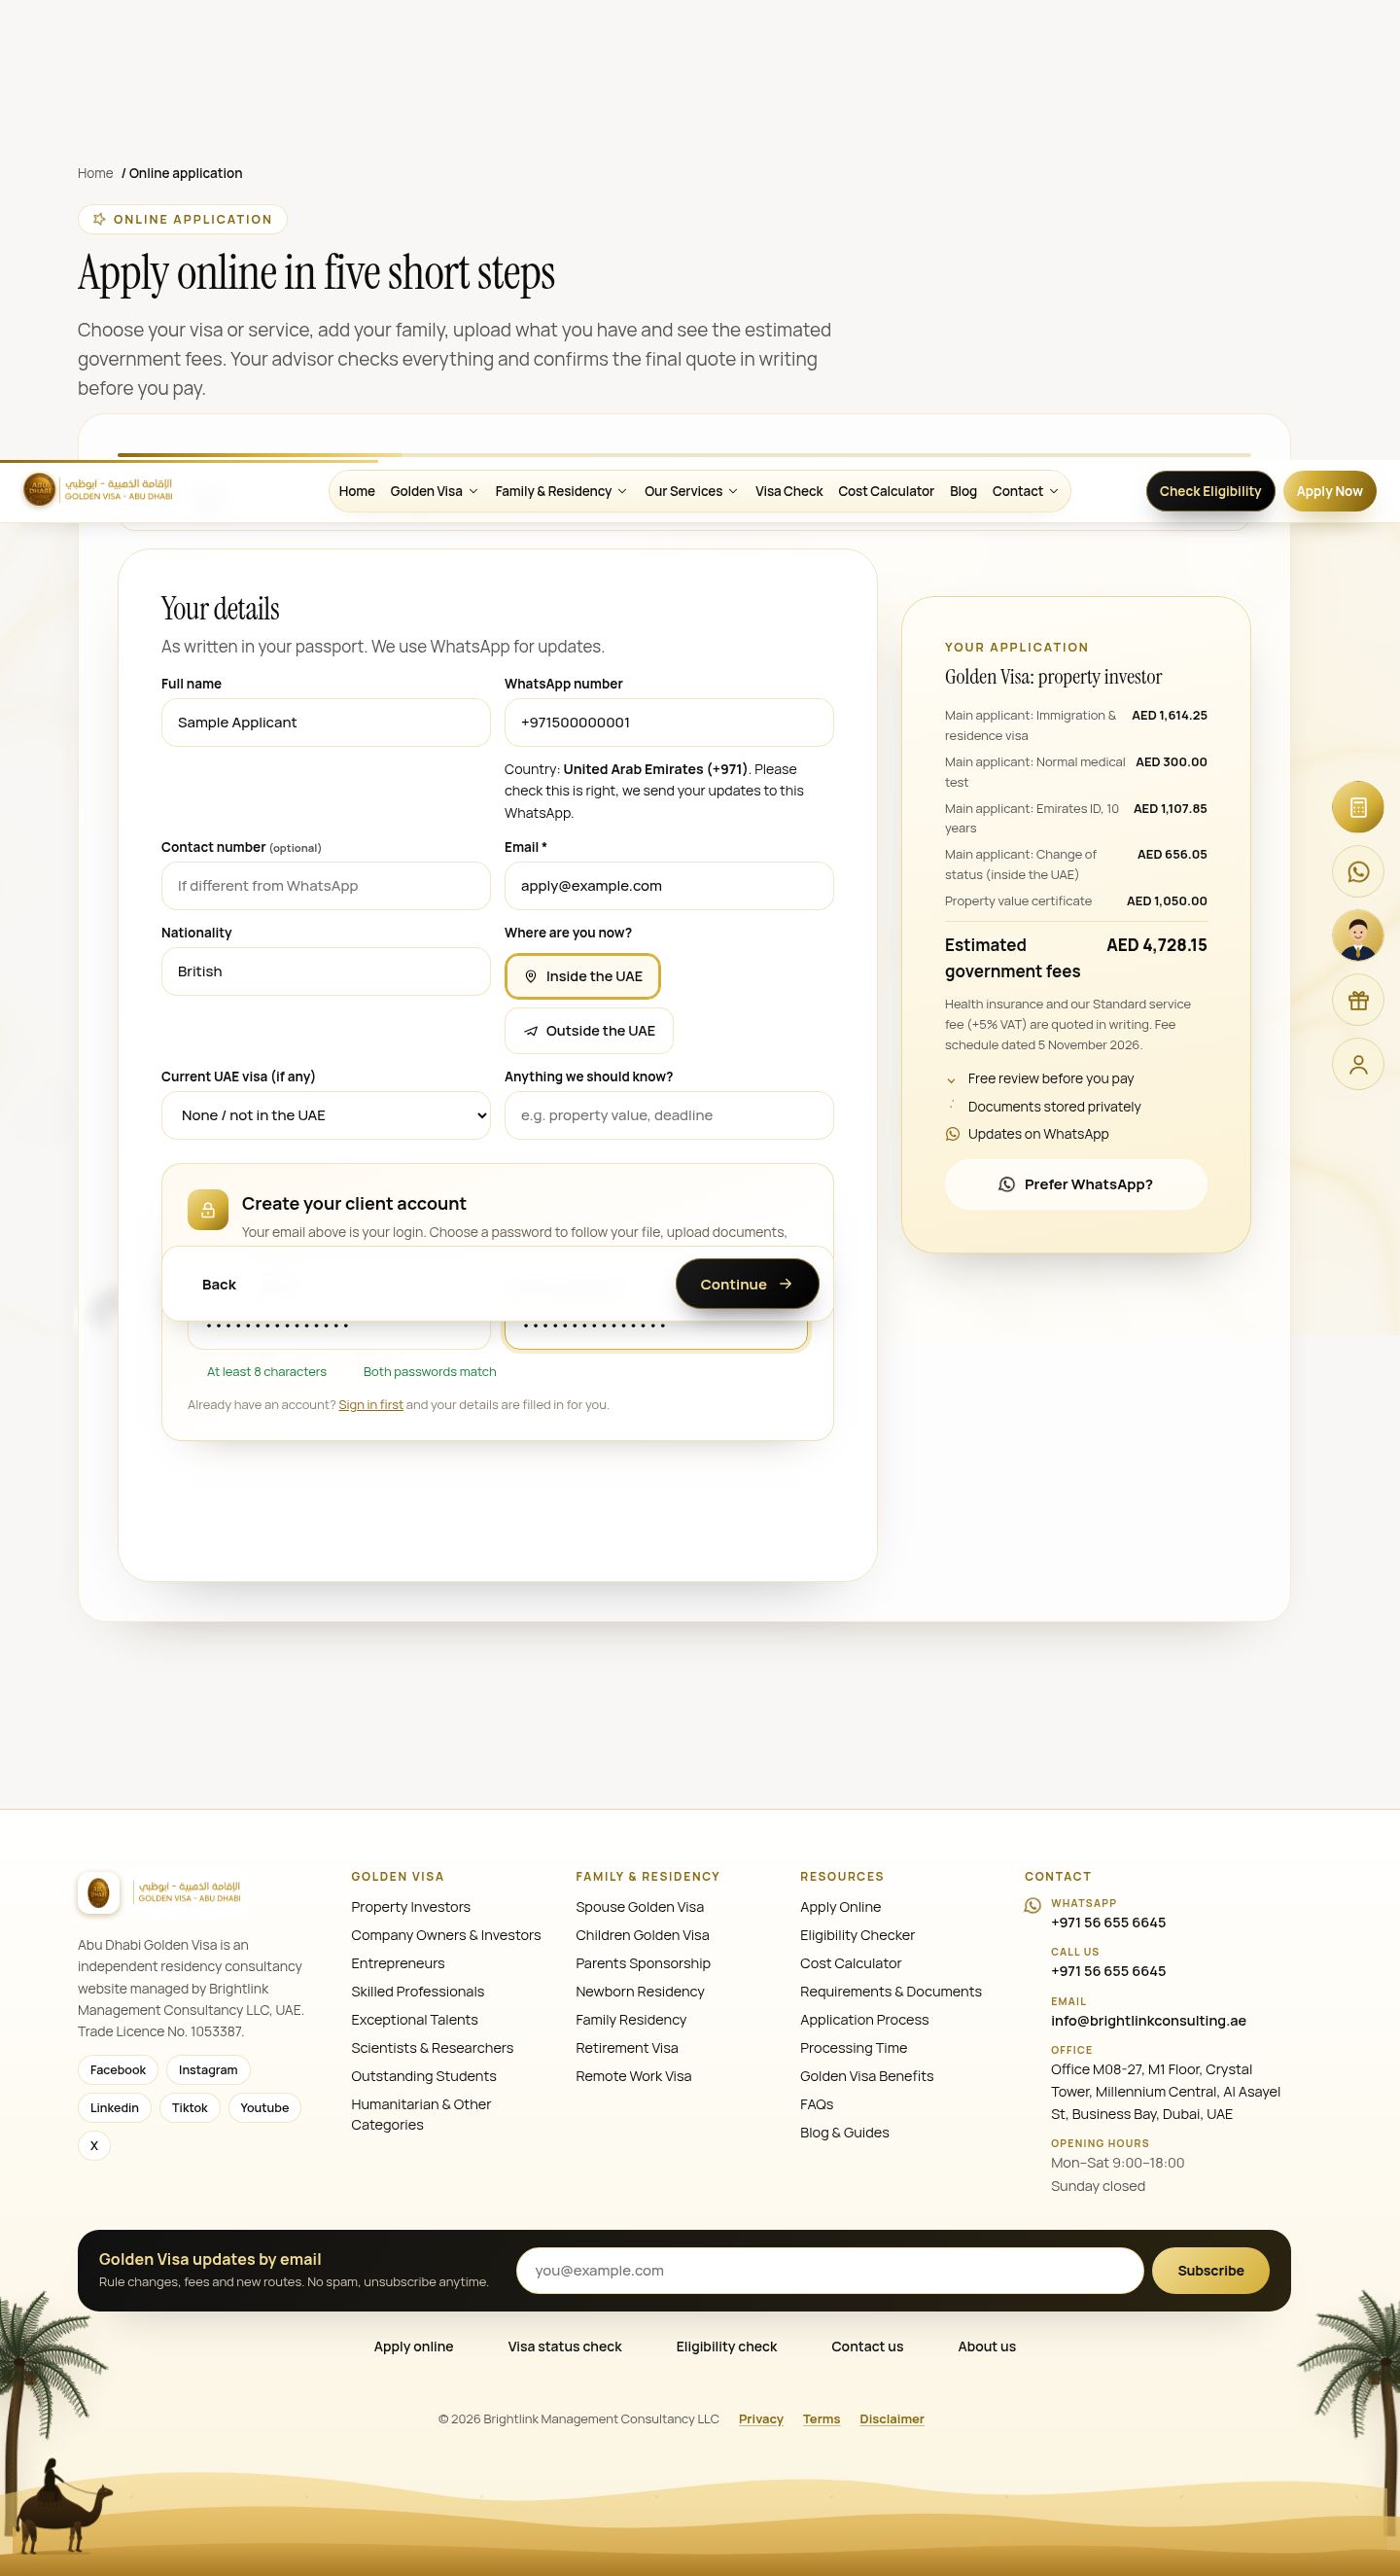 Home / Online application
ONLINE APPLICATION
Apply online in five short steps
Choose your visa or service, add your family, upload what you have and see the estimated
government fees. Your advisor checks everything and confirms the final quote in writing
before you pay.
الإقامة الذهبية - ابوظبي
GOLDEN VISA - ABU DHABI
Home
Golden Visa
Family & Residency
Our Services
Visa Check
Cost Calculator
Blog
Contact
Check Eligibility
Apply Now
Your details
As written in your passport. We use WhatsApp for updates.
Full name
Sample Applicant
WhatsApp number
+971500000001
Country: United Arab Emirates (+971). Please
check this is right, we send your updates to this
WhatsApp.
Contact number (optional)
If different from WhatsApp
Email *
apply@example.com
Nationality
British
Where are you now?
Inside the UAE
Outside the UAE
Current UAE visa (if any)
None / not in the UAE
Anything we should know?
e.g. property value, deadline
Create your client account
Your email above is your login. Choose a password to follow your file, upload documents,
Back
Continue
At least 8 characters
Both passwords match
Already have an account? Sign in first and your details are filled in for you.
YOUR APPLICATION
Golden Visa: property investor
Main applicant: Immigration & AED 1,614.25
residence visa
Main applicant: Normal medical AED 300.00
test
Main applicant: Emirates ID, 10 AED 1,107.85
years
Main applicant: Change of AED 656.05
status (inside the UAE)
Property value certificate AED 1,050.00
Estimated AED 4,728.15
government fees
Health insurance and our Standard service
fee (+5% VAT) are quoted in writing. Fee
schedule dated 5 November 2026.
Free review before you pay
Documents stored privately
Updates on WhatsApp
Prefer WhatsApp?
الإقامة الذهبية - ابوظبي
GOLDEN VISA - ABU DHABI
Abu Dhabi Golden Visa is an
independent residency consultancy
website managed by Brightlink
Management Consultancy LLC, UAE.
Trade Licence No. 1053387.
Facebook
Instagram
Linkedin
Tiktok
Youtube
X
GOLDEN VISA
Property Investors
Company Owners & Investors
Entrepreneurs
Skilled Professionals
Exceptional Talents
Scientists & Researchers
Outstanding Students
Humanitarian & Other
Categories
FAMILY & RESIDENCY
Spouse Golden Visa
Children Golden Visa
Parents Sponsorship
Newborn Residency
Family Residency
Retirement Visa
Remote Work Visa
RESOURCES
Apply Online
Eligibility Checker
Cost Calculator
Requirements & Documents
Application Process
Processing Time
Golden Visa Benefits
FAQs
Blog & Guides
CONTACT
WHATSAPP
+971 56 655 6645
CALL US
+971 56 655 6645
EMAIL
info@brightlinkconsulting.ae
OFFICE
Office M08-27, M1 Floor, Crystal
Tower, Millennium Central, Al Asayel
St, Business Bay, Dubai, UAE
OPENING HOURS
Mon–Sat 9:00–18:00
Sunday closed
Golden Visa updates by email
Rule changes, fees and new routes. No spam, unsubscribe anytime.
you@example.com
Subscribe
Apply online
Visa status check
Eligibility check
Contact us
About us
© 2026 Brightlink Management Consultancy LLC
Privacy
Terms
Disclaimer